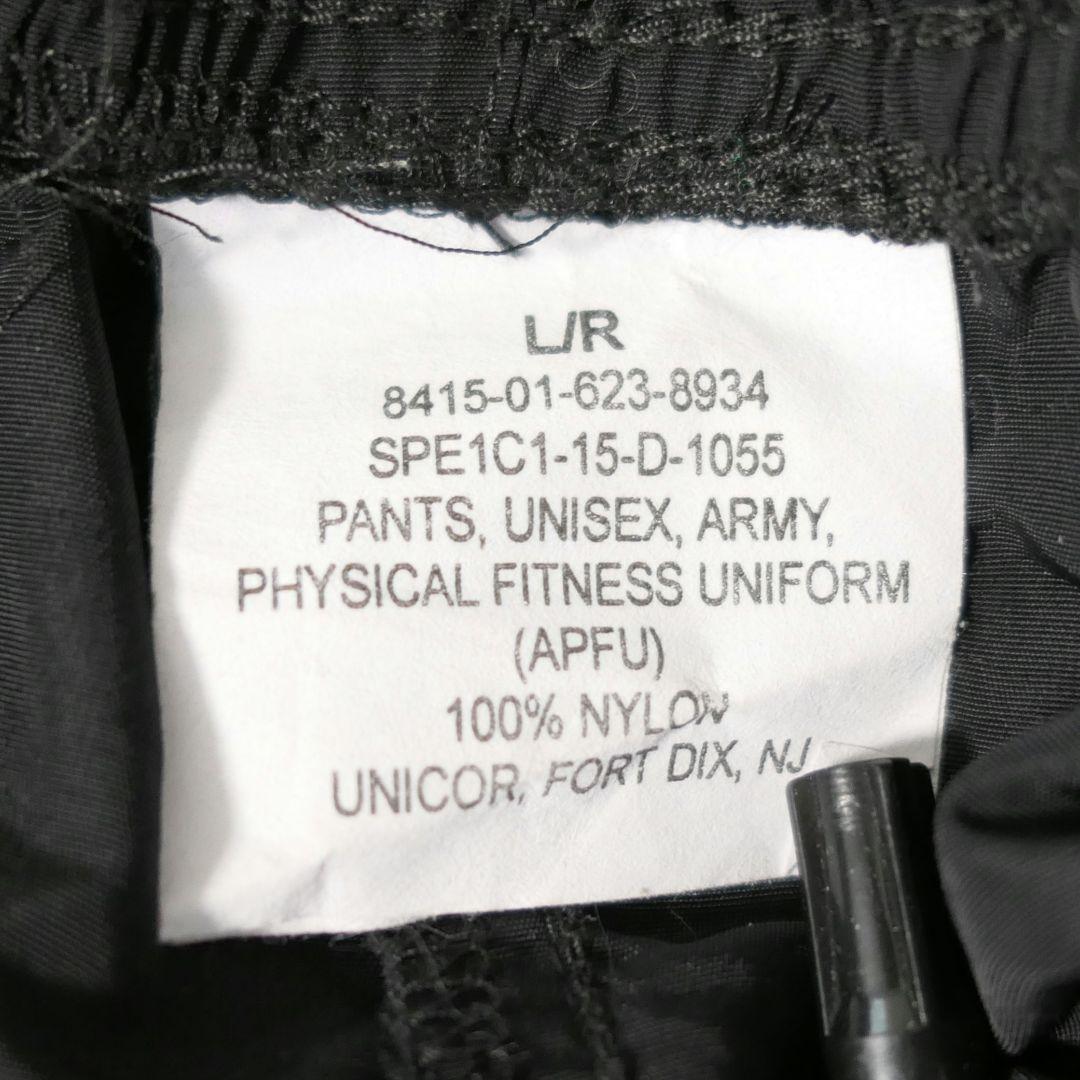 L/R
8415-01-623-8934
SPE1C1-15-D-1055
PANTS, UNISEX, ARMY,
PHYSICAL FITNESS UNIFORM
(APFU)
100% NYLON
UNICOR, FORT DIX, NJ